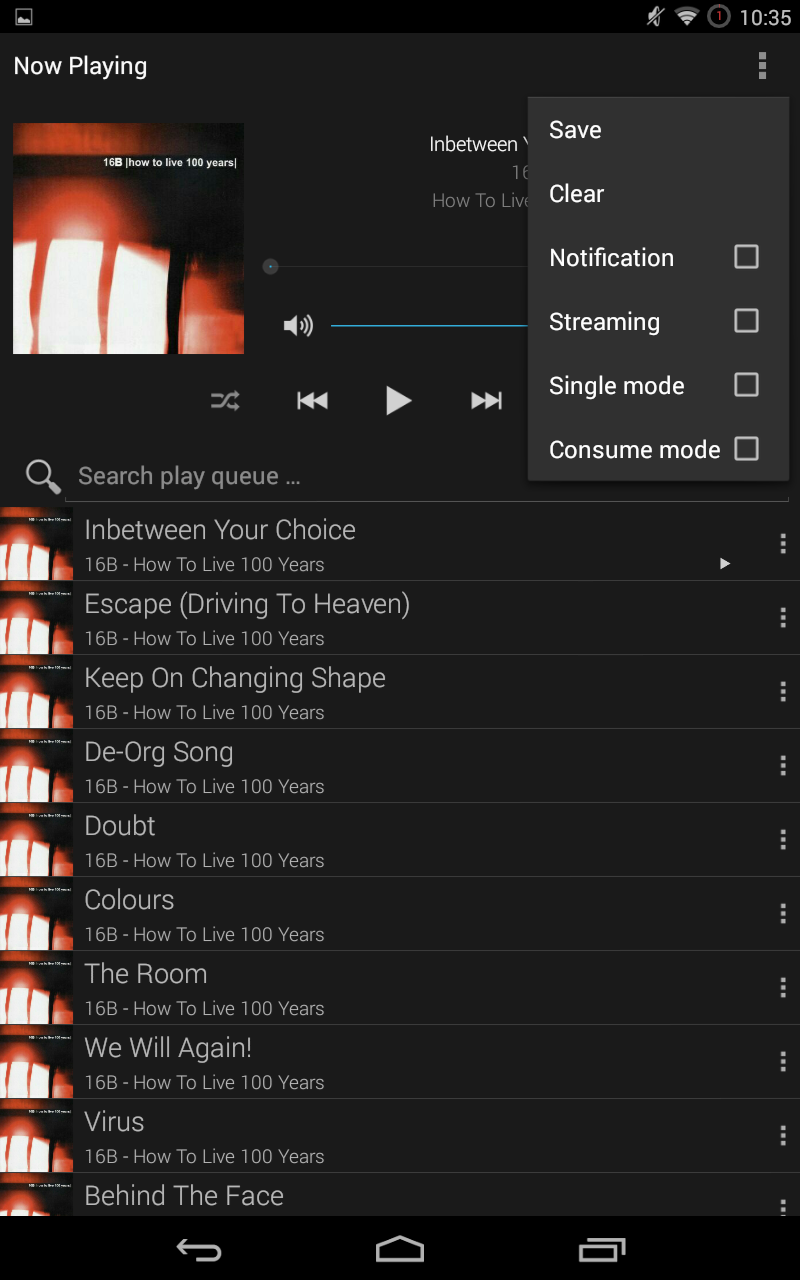 1 10:35
Now Playing
16B |how to live 100 years|
Inbetween
16
How To Live
Save
Clear
Notification
Streaming
Single mode
Consume mode
Search play queue ...
Inbetween Your Choice
16B - How To Live 100 Years
Escape (Driving To Heaven)
16B - How To Live 100 Years
Keep On Changing Shape
16B - How To Live 100 Years
De-Org Song
16B - How To Live 100 Years
Doubt
16B - How To Live 100 Years
Colours
16B - How To Live 100 Years
The Room
16B - How To Live 100 Years
We Will Again!
16B - How To Live 100 Years
Virus
16B - How To Live 100 Years
Behind The Face